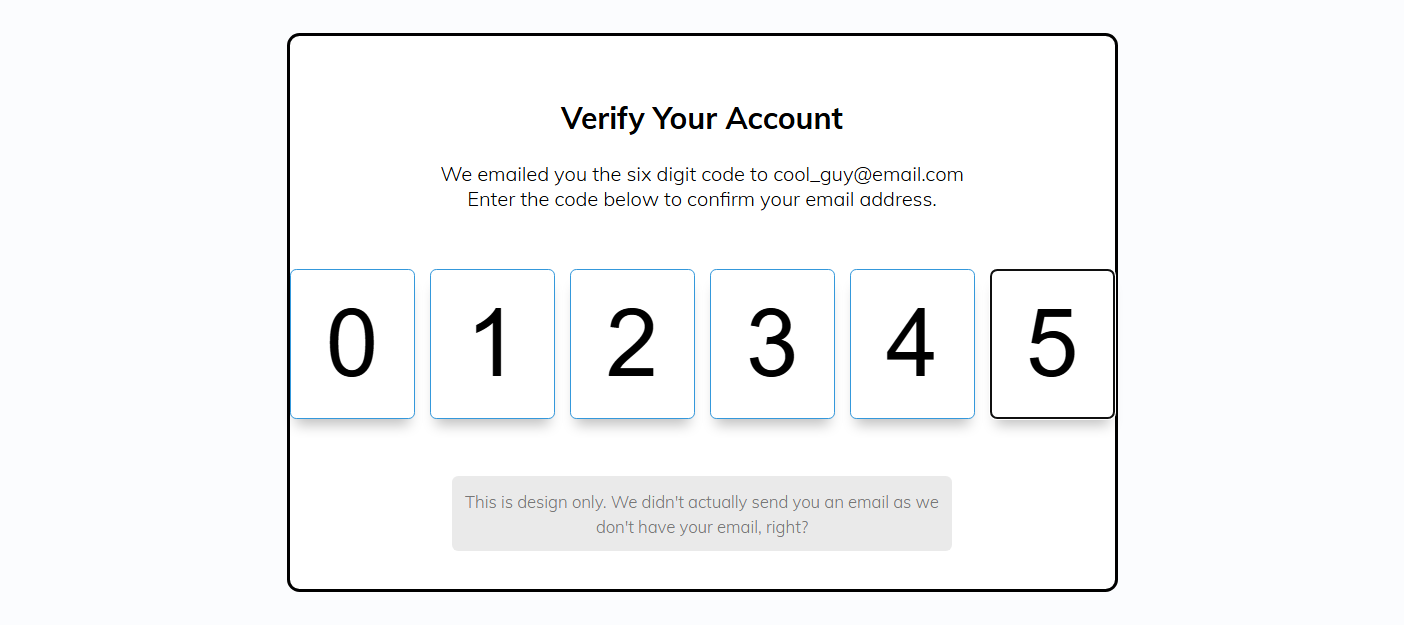 Verify Your Account
We emailed you the six digit code to cool_guy@email.com
Enter the code below to confirm your email address.
0 1 2 3 4 5
This is design only. We didn't actually send you an email as we
don't have your email, right?